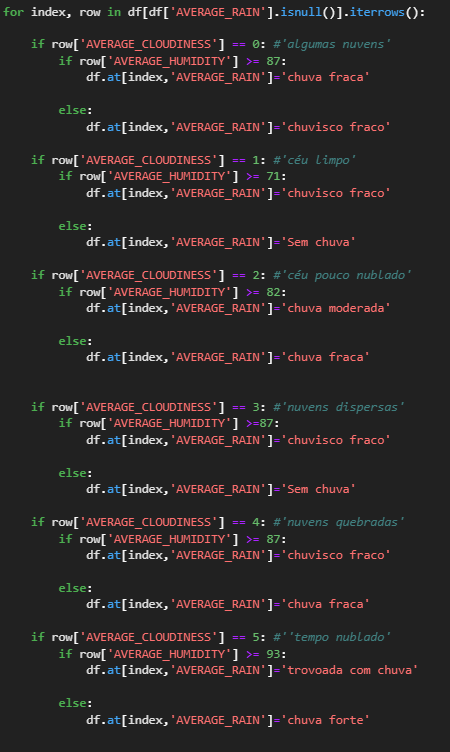 for index, row in df[df['AVERAGE_RAIN'].isnull()].iterrows():
if row['AVERAGE_CLOUDINESS'] == 0: #'algumas nuvens'
if row['AVERAGE_HUMIDITY'] >= 87:
df.at[index,'AVERAGE_RAIN']='chuva fraca'
else:
df.at[index,'AVERAGE_RAIN']='chuvisco fraco'
if row['AVERAGE_CLOUDINESS'] == 1: #'céu limpo'
if row['AVERAGE_HUMIDITY'] >= 71:
df.at[index,'AVERAGE_RAIN']='chuvisco fraco'
else:
df.at[index,'AVERAGE_RAIN']='Sem chuva'
if row['AVERAGE_CLOUDINESS'] == 2: #'céu pouco nublado'
if row['AVERAGE_HUMIDITY'] >= 82:
df.at[index,'AVERAGE_RAIN']='chuva moderada'
else:
df.at[index,'AVERAGE_RAIN']='chuva fraca'
if row['AVERAGE_CLOUDINESS'] == 3: #'nuvens dispersas'
if row['AVERAGE_HUMIDITY'] >=87:
df.at[index,'AVERAGE_RAIN']='chuvisco fraco'
else:
df.at[index,'AVERAGE_RAIN']='Sem chuva'
if row['AVERAGE_CLOUDINESS'] == 4: #'nuvens quebradas'
if row['AVERAGE_HUMIDITY'] >= 87:
df.at[index,'AVERAGE_RAIN']='chuvisco fraco'
else:
df.at[index,'AVERAGE_RAIN']='chuva fraca'
if row['AVERAGE_CLOUDINESS'] == 5: #''tempo nublado'
if row['AVERAGE_HUMIDITY'] >= 93:
df.at[index,'AVERAGE_RAIN']='trovoada com chuva'
else:
df.at[index,'AVERAGE_RAIN']='chuva forte'